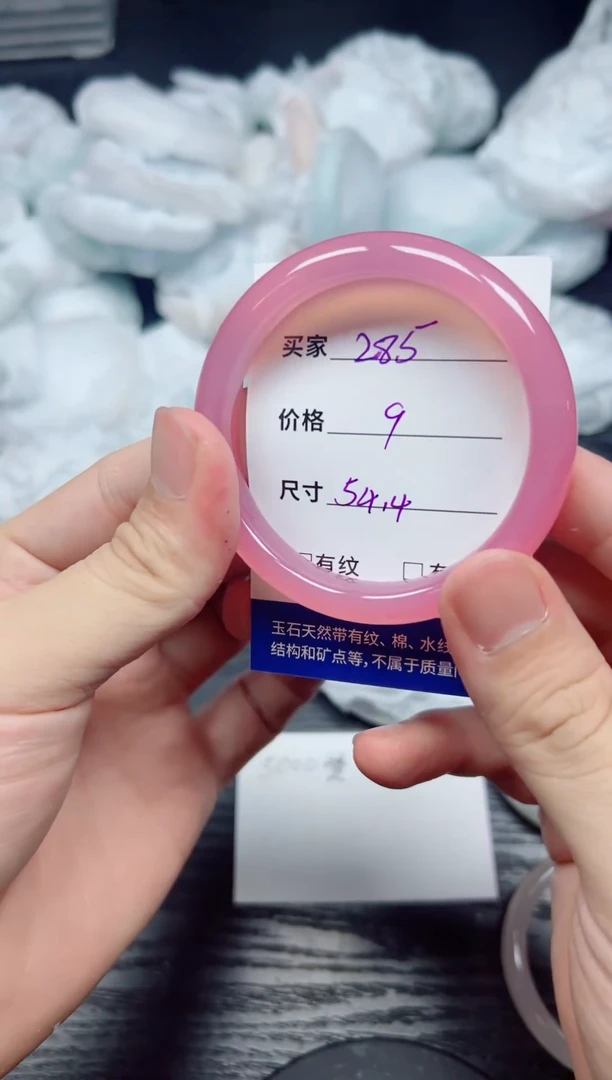 买家 285
价格 9
尺寸 54.4
□有纹 □
玉石天然带有纹、棉、水线
结构和矿点等,不属于质量